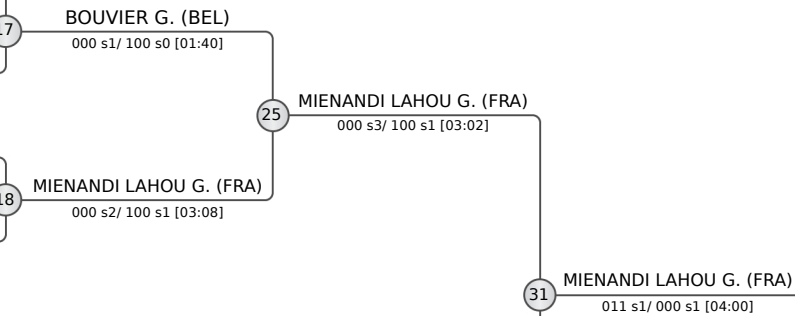 17
BOUVIER G. (BEL)
000 s1/ 100 s0 [01:40]
MIENANDI LAHOU G. (FRA)
25
000 s3/ 100 s1 [03:02]
18
MIENANDI LAHOU G. (FRA)
000 s2/ 100 s1 [03:08]
MIENANDI LAHOU G. (FRA)
31
011 s1/ 000 s1 [04:00]